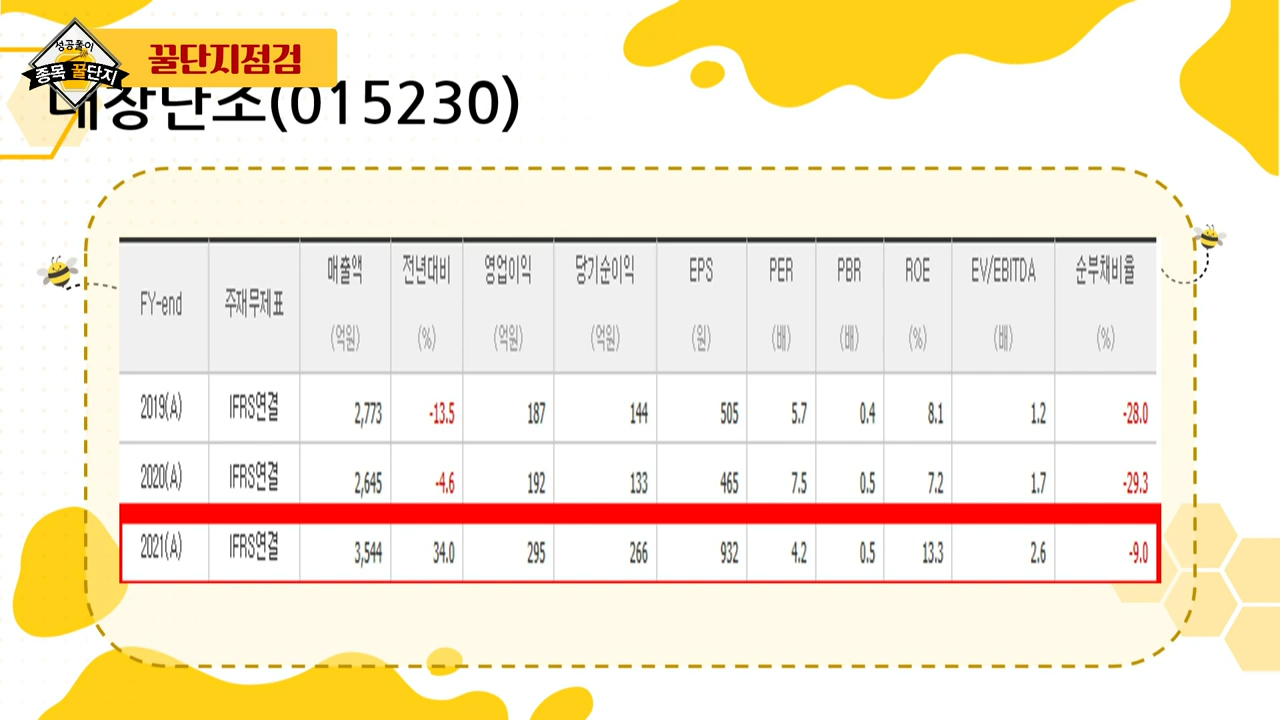 성공풀이
종목 꿀단지
꿀단지점검
대창단조(015230)
FY-end 주재무제표 매출액 (억원) 전년대비 (%) 영업이익 (억원) 당기순이익 (억원) EPS (원) PER (배) PBR (배) ROE (%) EV/EBITDA (배) 순부채비율 (%)
2019(A) IFRS연결 2,773 -13.5 187 144 505 5.7 0.4 8.1 1.2 -28.0
2020(A) IFRS연결 2,645 -4.6 192 133 465 7.5 0.5 7.2 1.7 -29.3
2021(A) IFRS연결 3,544 34.0 295 266 932 4.2 0.5 13.3 2.6 -9.0